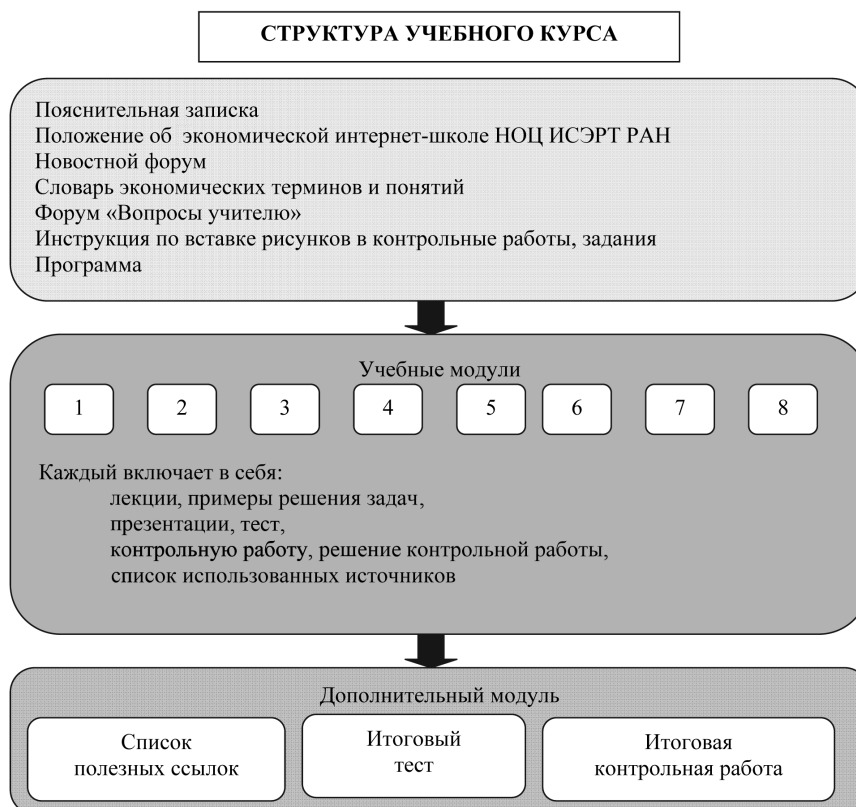 СТРУКТУРА УЧЕБНОГО КУРСА
Пояснительная записка
Положение об экономической интернет-школе НОЦ ИСЭРТ РАН
Новостной форум
Словарь экономических терминов и понятий
Форум «Вопросы учителю»
Инструкция по вставке рисунков в контрольные работы, задания
Программа
Учебные модули
1 2 3 4 5 6 7 8
Каждый включает в себя:
лекции, примеры решения задач,
презентации, тест,
контрольную работу, решение контрольной работы,
список использованных источников
Дополнительный модуль
Список
полезных ссылок
Итоговый
тест
Итоговая
контрольная работа